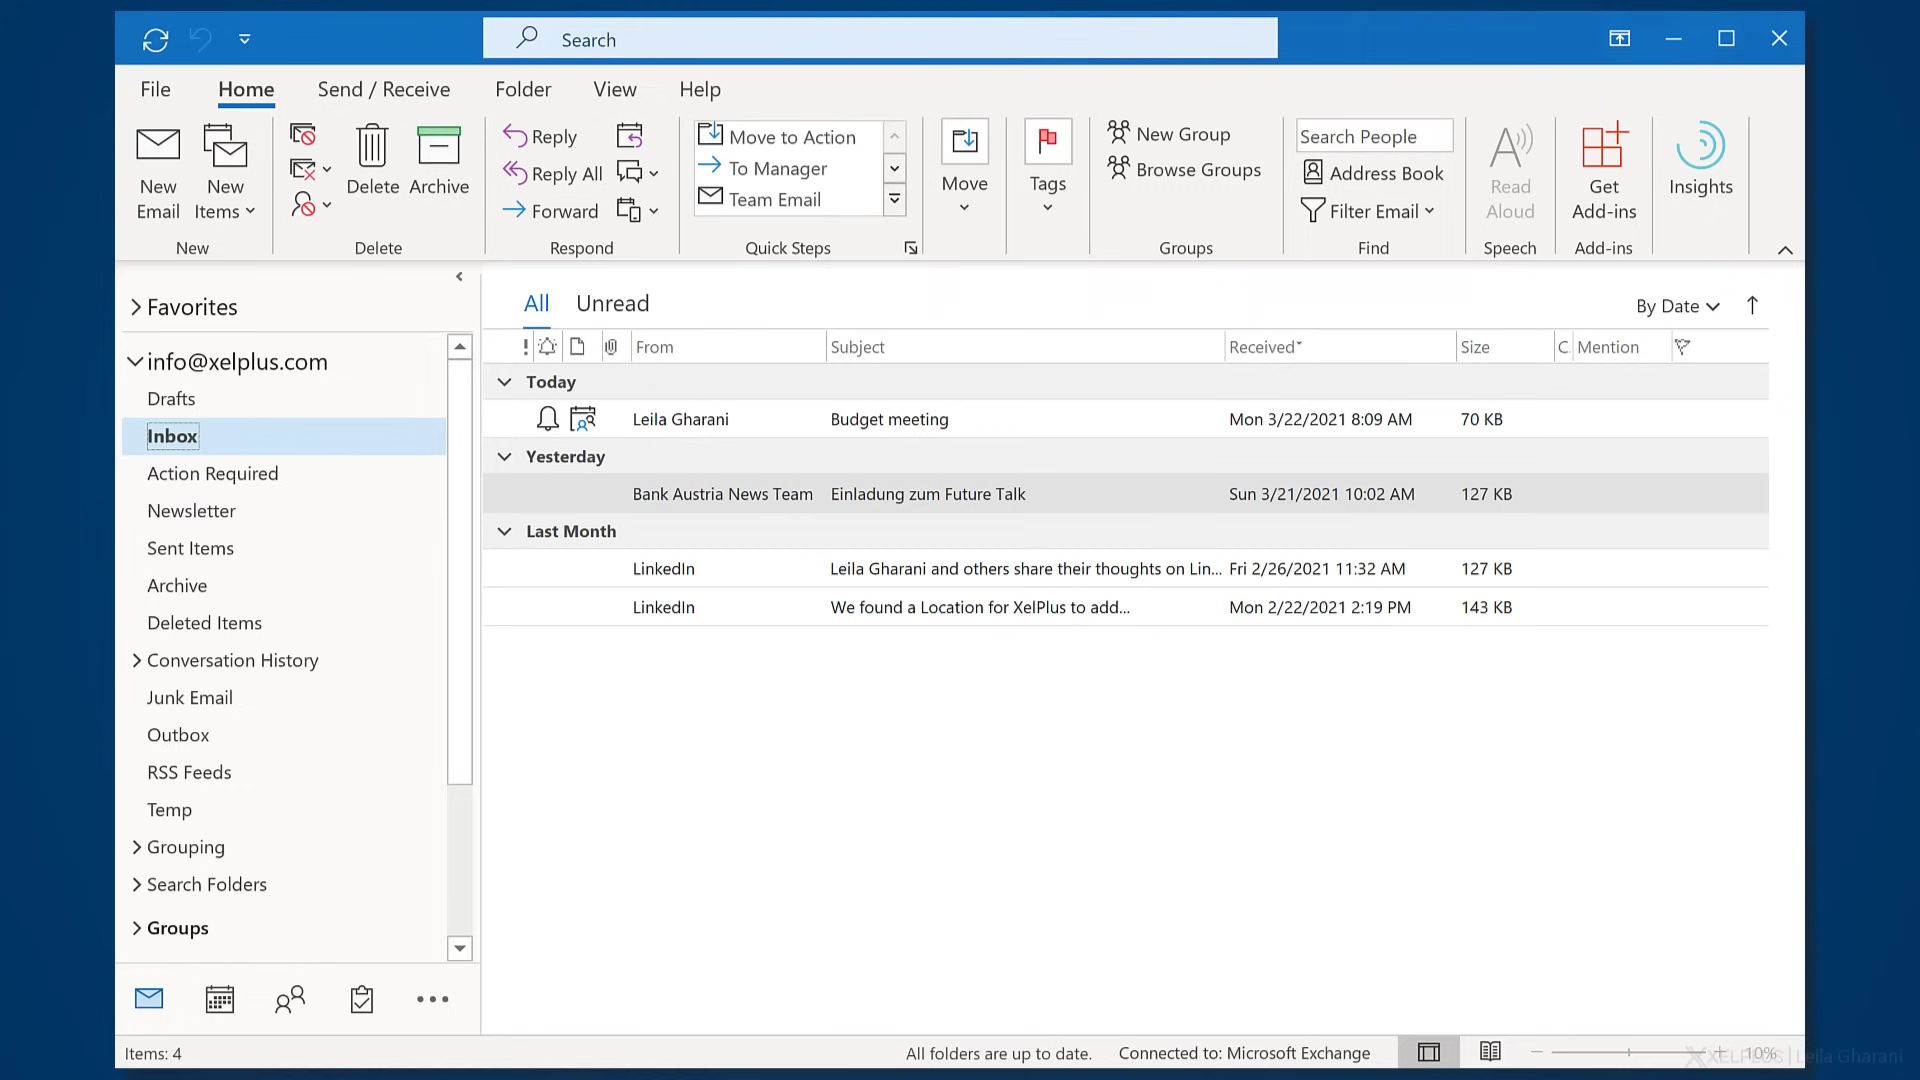 Search
File Home Send / Receive Folder View Help
New Email
New Items
New
Delete
Archive
Delete
Reply
Reply All
Forward
Respond
Move to Action
To Manager
Team Email
Quick Steps
Move
Tags
New Group
Browse Groups
Groups
Search People
Address Book
Filter Email
Find
Read Aloud
Speech
Get Add-ins
Add-ins
Insights
Favorites
info@xelplus.com
Drafts
Inbox
Action Required
Newsletter
Sent Items
Archive
Deleted Items
Conversation History
Junk Email
Outbox
RSS Feeds
Temp
Grouping
Search Folders
Groups
All Unread
By Date
! From Subject Received Size C. Mention
Today
Leila Gharani Budget meeting Mon 3/22/2021 8:09 AM 70 KB
Yesterday
Bank Austria News Team Einladung zum Future Talk Sun 3/21/2021 10:02 AM 127 KB
Last Month
LinkedIn Leila Gharani and others share their thoughts on Lin... Fri 2/26/2021 11:32 AM 127 KB
LinkedIn We found a Location for XelPlus to add... Mon 2/22/2021 2:19 PM 143 KB
Items: 4 All folders are up to date. Connected to: Microsoft Exchange 10%
XELPLUS | Leila Gharani